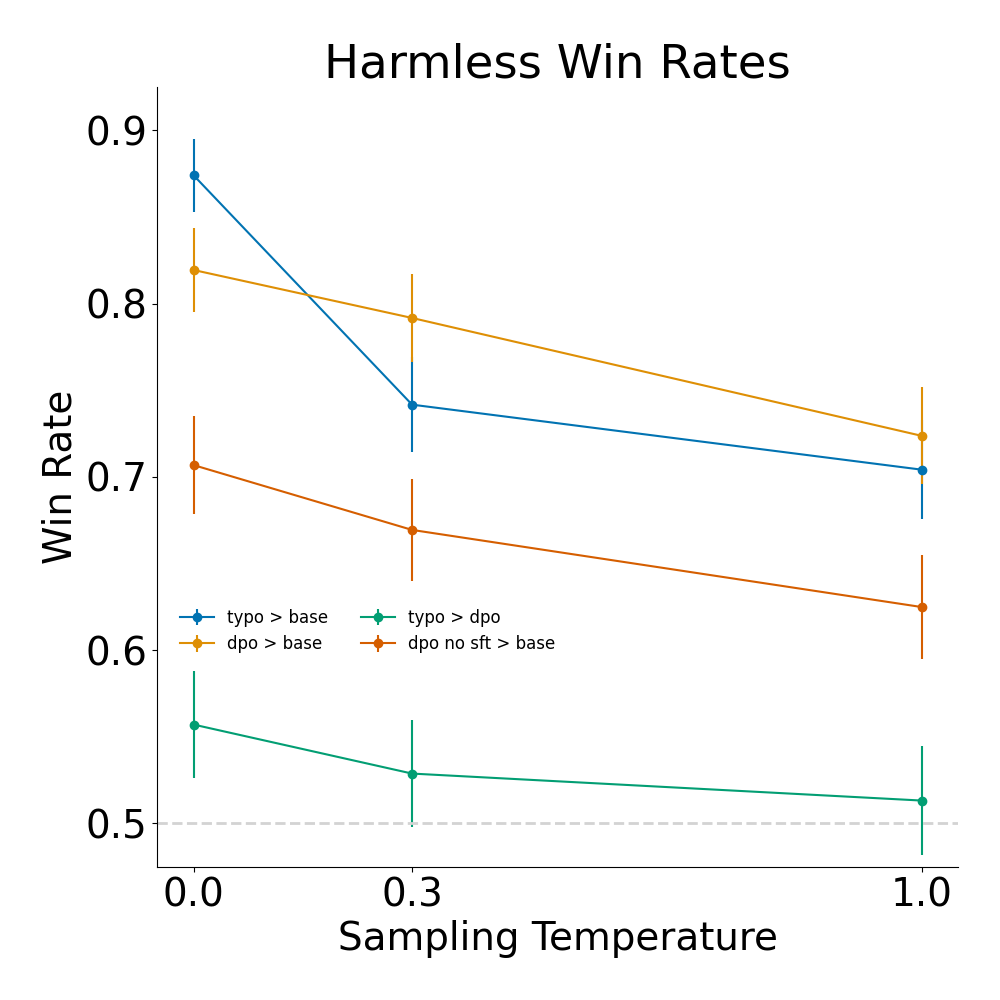 Harmless Win Rates
Win Rate
0.9
0.8
0.7
0.6
0.5
typo > base
dpo > base
typo > dpo
dpo no sft > base
0.0
0.3
1.0
Sampling Temperature